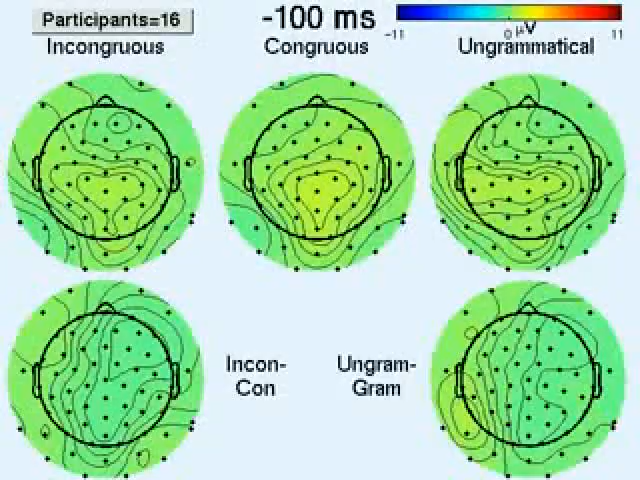 Participants=16
-100 ms
-11
0
µV
11
Incongruous
Congruous
Ungrammatical
Incon-
Con
Ungram-
Gram